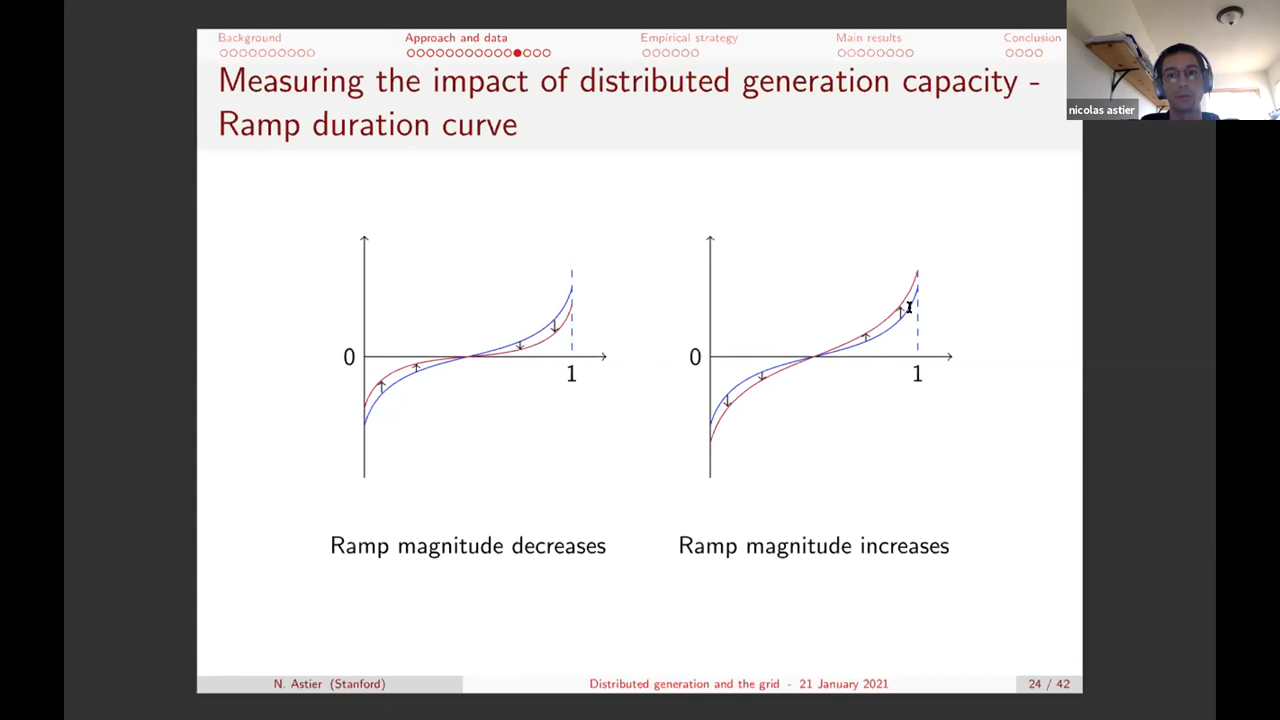 Background
Approach and data
Empirical strategy
Main results
Conclusion
nicolas astier
Measuring the impact of distributed generation capacity -
Ramp duration curve
0
1
0
1
Ramp magnitude decreases
Ramp magnitude increases
N. Astier (Stanford)
Distributed generation and the grid - 21 January 2021
24 / 42